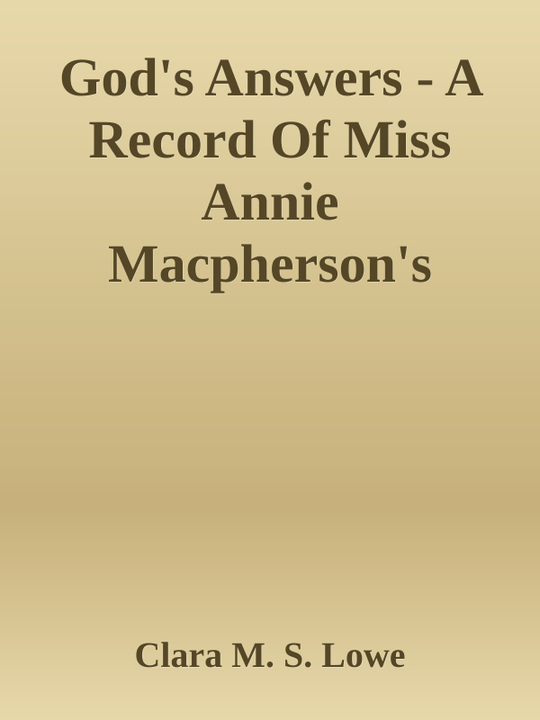 God's Answers - A
Record Of Miss
Annie
Macpherson's
Clara M. S. Lowe